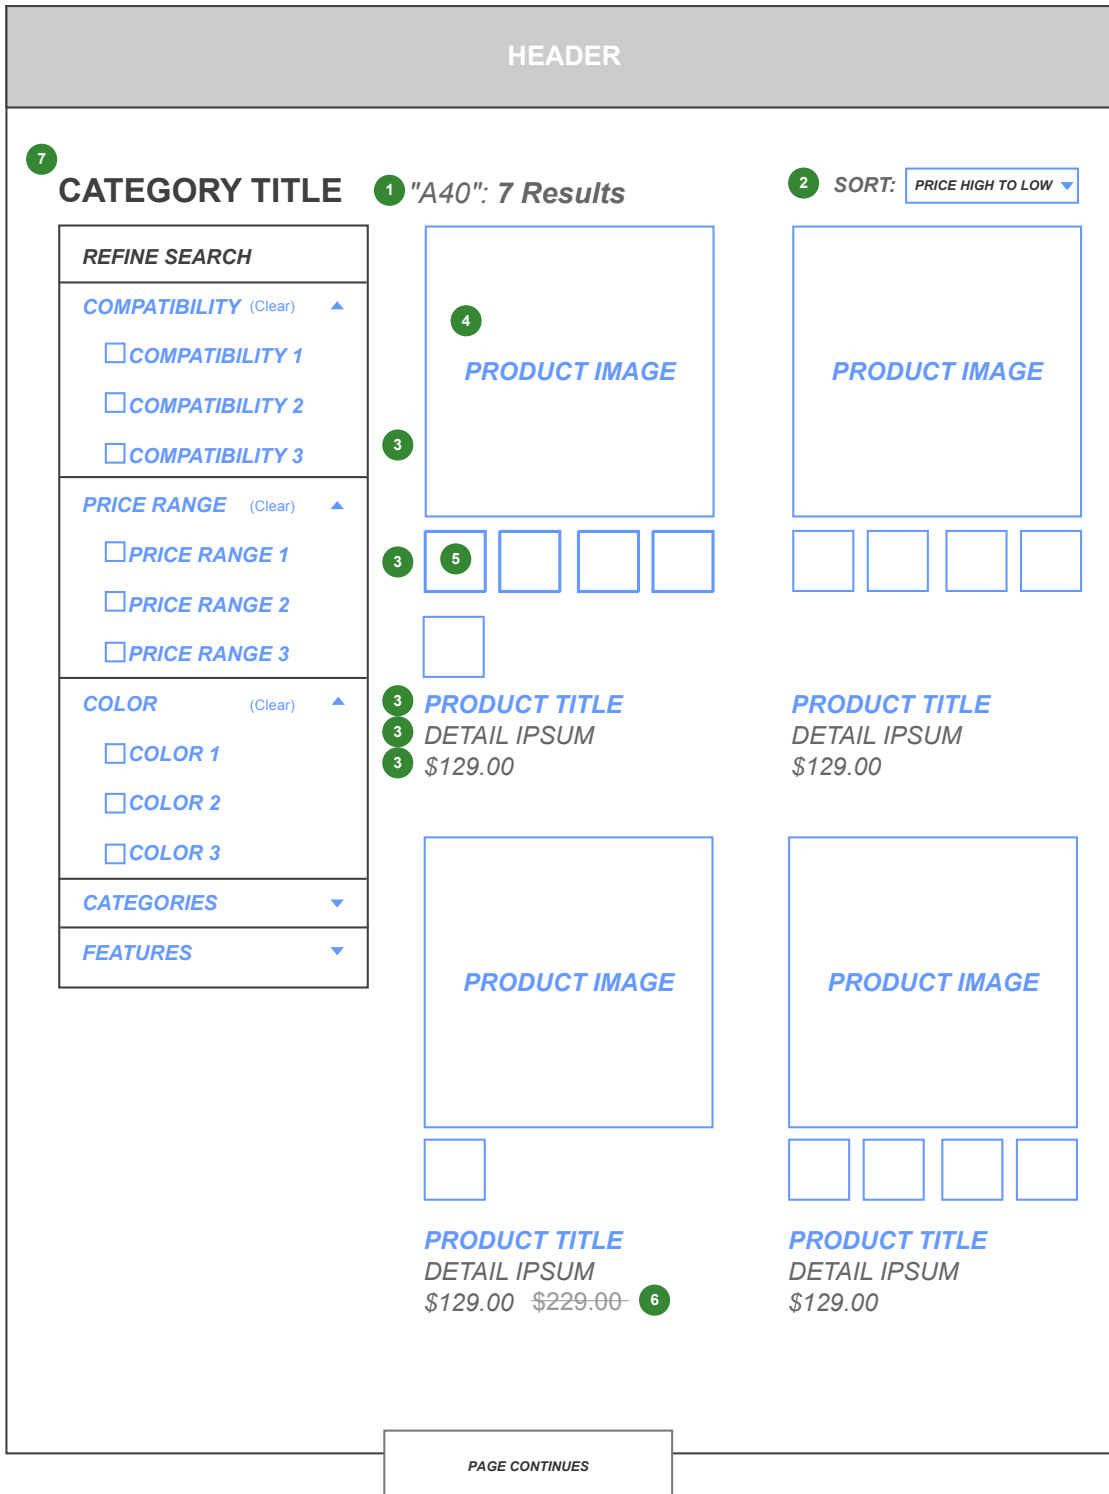 HEADER
7
CATEGORY TITLE
1 "A40": 7 Results
2 SORT: PRICE HIGH TO LOW
REFINE SEARCH
COMPATIBILITY (Clear)
COMPATIBILITY 1
COMPATIBILITY 2
COMPATIBILITY 3
PRICE RANGE (Clear)
PRICE RANGE 1
PRICE RANGE 2
PRICE RANGE 3
COLOR (Clear)
COLOR 1
COLOR 2
COLOR 3
CATEGORIES
FEATURES
4
PRODUCT IMAGE
3
3
5
3 PRODUCT TITLE
3 DETAIL IPSUM
3 $129.00
PRODUCT IMAGE
PRODUCT TITLE
DETAIL IPSUM
$129.00
PRODUCT IMAGE
PRODUCT TITLE
DETAIL IPSUM
$129.00 $229.00 6
PRODUCT IMAGE
PRODUCT TITLE
DETAIL IPSUM
$129.00
PAGE CONTINUES